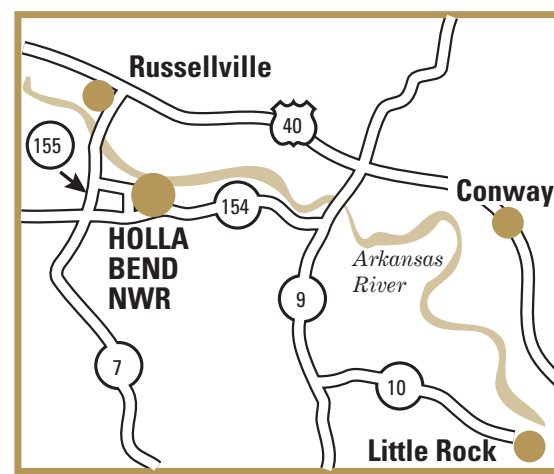 Russellville
40
155
Conway
154
HOLLA
BEND
NWR
Arkansas
River
9
7
10
Little Rock